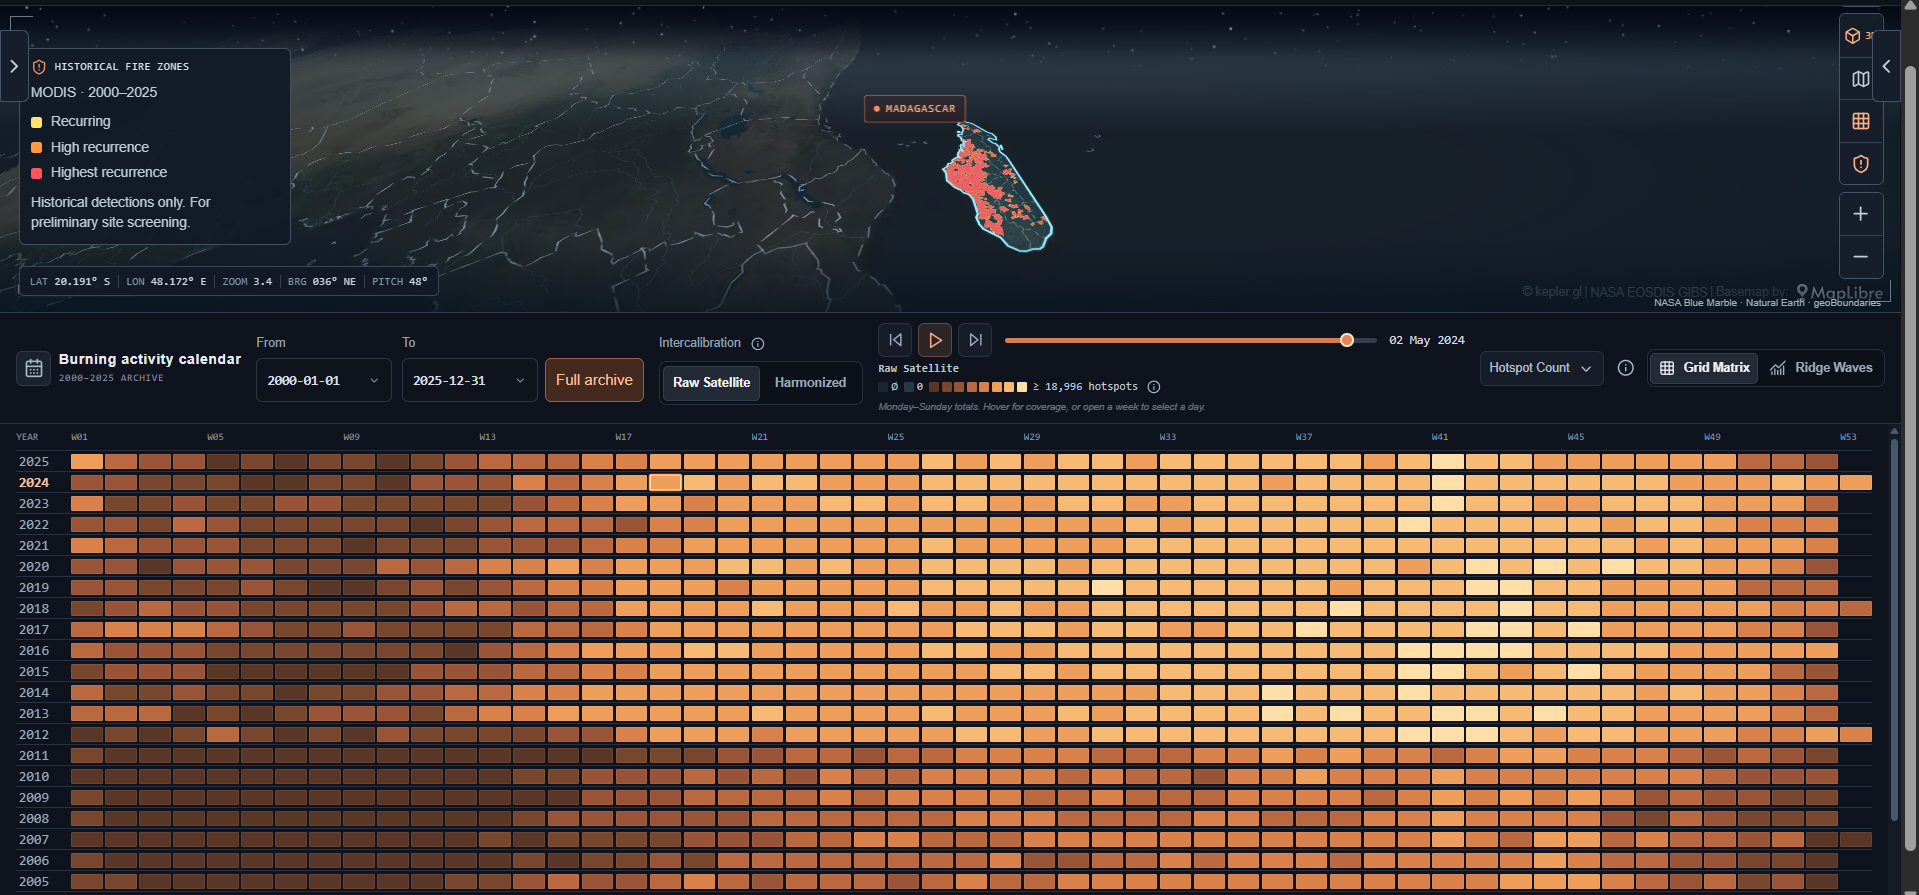 HISTORICAL FIRE ZONES
MODIS · 2000–2025
Recurring
High recurrence
Highest recurrence
Historical detections only. For
preliminary site screening.
MADAGASCAR
LAT 20.191° S LON 48.172° E ZOOM 3.4 BRG 036° NE PITCH 48°
© kepler.gl | NASA EOSDIS GIBS | Basemap by: MapLibre
NASA Blue Marble · Natural Earth · geoBoundaries
Burning activity calendar
2000–2025 ARCHIVE
From
2000-01-01
To
2025-12-31
Full archive
Intercalibration
Raw Satellite
Harmonized
02 May 2024
Raw Satellite
Ø 0 ≥ 18,996 hotspots
Monday–Sunday totals. Hover for coverage, or open a week to select a day.
Hotspot Count
Grid Matrix
Ridge Waves
YEAR W01 W05 W09 W13 W17 W21 W25 W29 W33 W37 W41 W45 W49 W53
2025
2024
2023
2022
2021
2020
2019
2018
2017
2016
2015
2014
2013
2012
2011
2010
2009
2008
2007
2006
2005